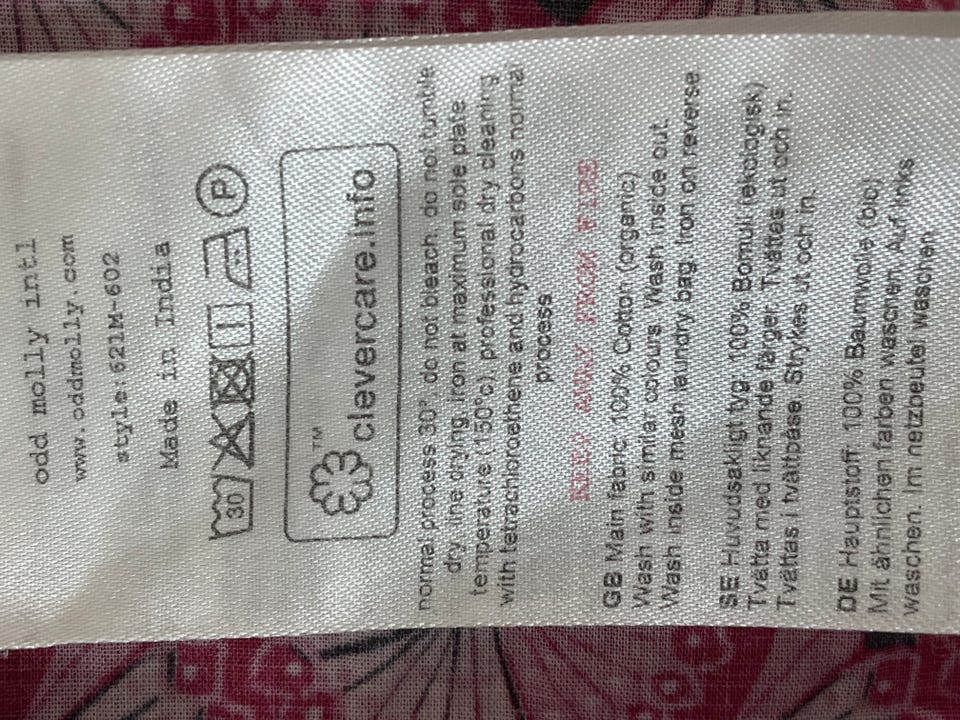 odd molly intl
www.oddmolly.com
style:621M-602
Made in India
30 P
clevercare.info
TM
normal process 30°, do not bleach, do not tumble
dry, line drying, iron at maximum sole plate
temperature (150°c), professional dry cleaning
with tetrachloroethene and hydrocarbons normal
process
KEEP AWAY FROM FIRE
GB Main fabric: 100% Cotton (organic)
Wash with similar colours. Wash inside out.
Wash inside mesh laundry bag. Iron on reverse
SE Huvudsakligt tyg: 100% Bomull (ekologisk)
Tvätta med liknande färger. Tvättas ut och in.
Tvättas i tvättpåse. Strykes ut och in.
DE Hauptstoff: 100% Baumwolle (bio)
Mit ähnlichen farben waschen. Auf links
waschen. Im netzbeutel waschen